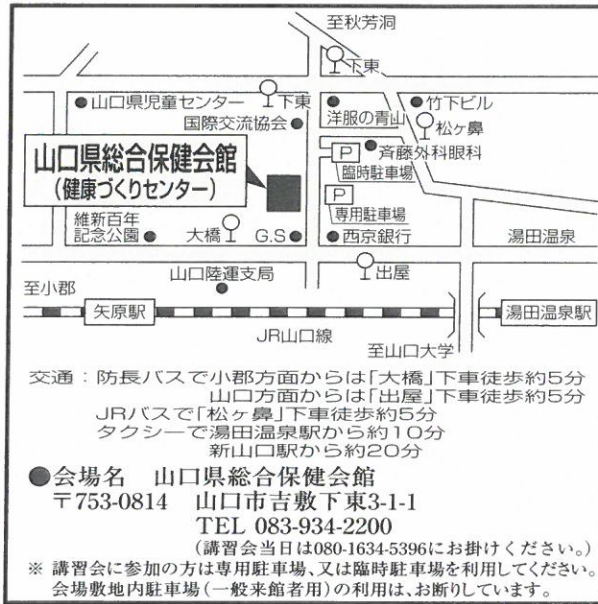 至秋芳洞
下東
山口県児童センター
下東
洋服の青山
竹下ビル
国際交流協会
松ヶ鼻
斉藤外科眼科
P
臨時駐車場
山口県総合保健会館
(健康づくりセンター)
P
専用駐車場
維新百年
記念公園
大橋
G.S
西京銀行
湯田温泉
山口陸運支局
出屋
至小郡
矢原駅
湯田温泉駅
JR山口線
至山口大学
交通:防長バスで小郡方面からは「大橋」下車徒歩約5分
山口方面からは「出屋」下車徒歩約5分
JRバスで「松ヶ鼻」下車徒歩約5分
タクシーで湯田温泉駅から約10分
新山口駅から約20分
●会場名 山口県総合保健会館
〒753-0814 山口市吉敷下東3-1-1
TEL 083-934-2200
(講習会当日は080-1634-5396にお掛けください。)
※ 講習会に参加の方は専用駐車場、又は臨時駐車場を利用してください。
会場敷地内駐車場(一般来館者用)の利用は、お断りしています。